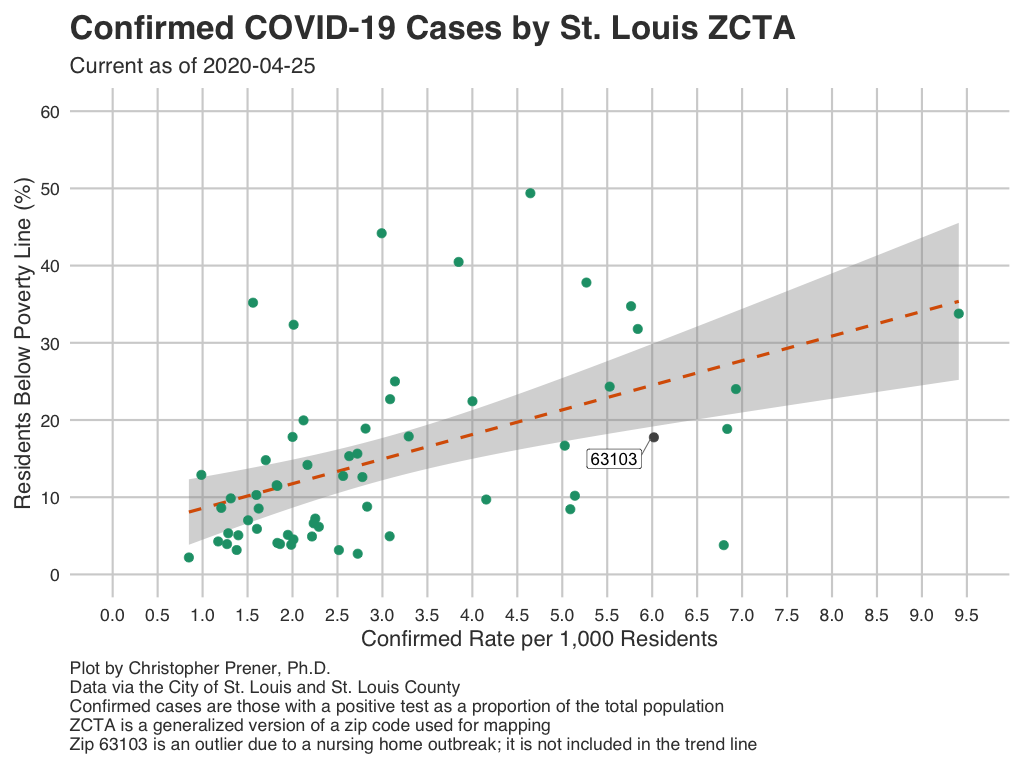 Confirmed COVID-19 Cases by St. Louis ZCTA
Current as of 2020-04-25
Residents Below Poverty Line (%)
60
50
40
30
20
10
0
63103
0.0 0.5 1.0 1.5 2.0 2.5 3.0 3.5 4.0 4.5 5.0 5.5 6.0 6.5 7.0 7.5 8.0 8.5 9.0 9.5
Confirmed Rate per 1,000 Residents
Plot by Christopher Prener, Ph.D.
Data via the City of St. Louis and St. Louis County
Confirmed cases are those with a positive test as a proportion of the total population
ZCTA is a generalized version of a zip code used for mapping
Zip 63103 is an outlier due to a nursing home outbreak; it is not included in the trend line